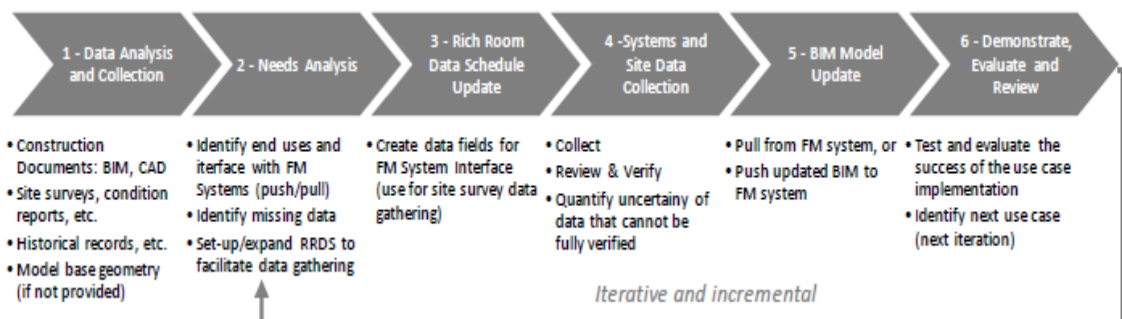 1 - Data Analysis
and Collection
2 - Needs Analysis
3 - Rich Room
Data Schedule
Update
4 -Systems and
Site Data
Collection
5 - BIM Model
Update
6 - Demonstrate,
Evaluate and
Review
• Construction
Documents: BIM, CAD
• Site surveys, condition
reports, etc.
• Historical records, etc.
• Model base geometry
(if not provided)
• Identify end uses and
iterface with FM
Systems (push/pull)
• Identify missing data
• Set-up/expand RRDS to
facilitate data gathering
• Create data fields for
FM System Interface
(use for site survey data
gathering)
• Collect
• Review & Verify
• Quantify uncertainy of
data that cannot be
fully verified
• Pull from FM system, or
• Push updated BIM to
FM system
• Test and evaluate the
success of the use case
implementation
• Identify next use case
(next iteration)
Iterative and incremental